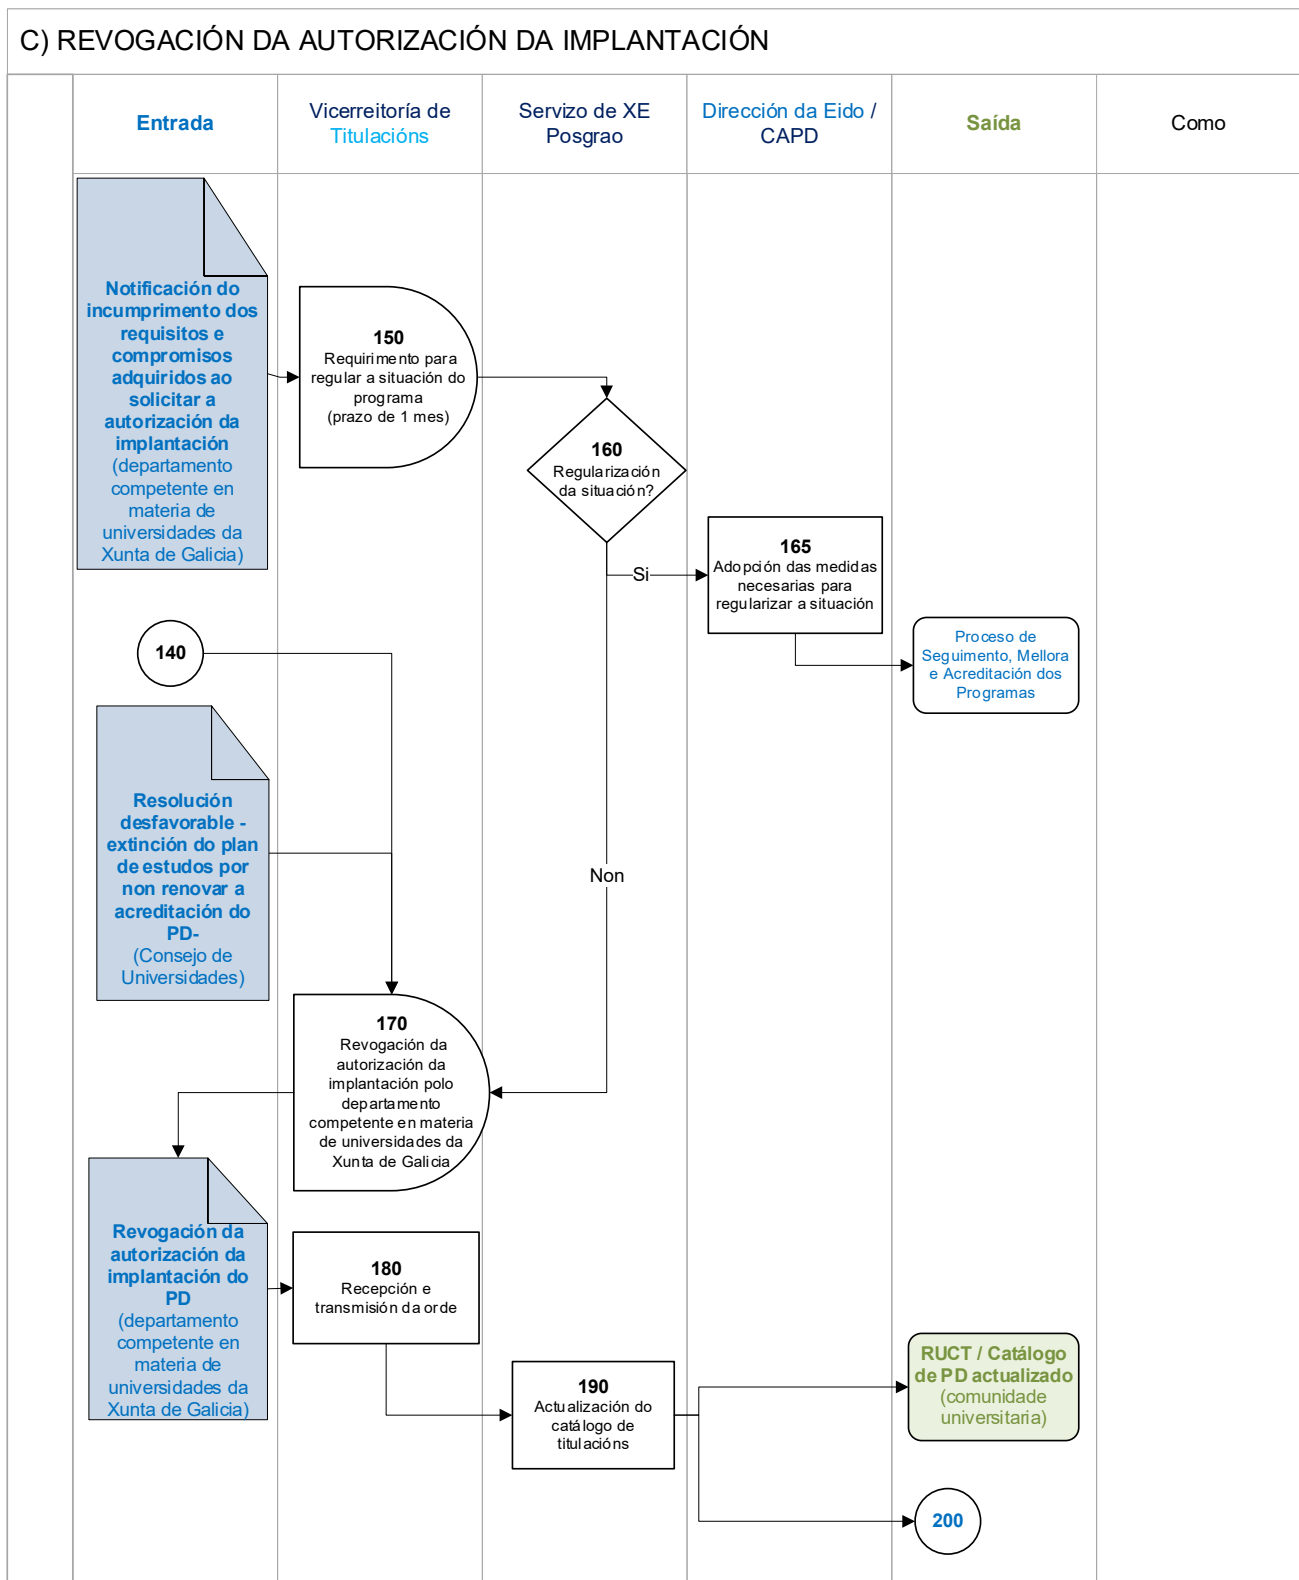 C) REVOGACIÓN DA AUTORIZACIÓN DA IMPLANTACIÓN
Entrada
Vicerreitoría de
Titulacións
Servizo de XE
Posgrao
Dirección da Eido /
CAPD
Saída
Como
Notificación do
incumprimento dos
requisitos e
compromisos
adquiridos ao
solicitar a
autorización da
implantación
(departamento
competente en
materia de
universidades da
Xunta de Galicia)
150
Requirimento para
regular a situación do
programa
(prazo de 1 mes)
160
Regularización
da situación?
Si
165
Adopción das medidas
necesarias para
regularizar a situación
Proceso de
Seguimento, Mellora
e Acreditación dos
Programas
140
Resolución
desfavorable -
extinción do plan
de estudos por
non renovar a
acreditación do
PD-
(Consejo de
Universidades)
Non
170
Revogación da
autorización da
implantación polo
departamento
competente en materia
de universidades da
Xunta de Galicia
Revogación da
autorización da
implantación do
PD
(departamento
competente en
materia de
universidades da
Xunta de Galicia)
180
Recepción e
transmisión da orde
190
Actualización do
catálogo de
titulacións
RUCT / Catálogo
de PD actualizado
(comunidade
universitaria)
200